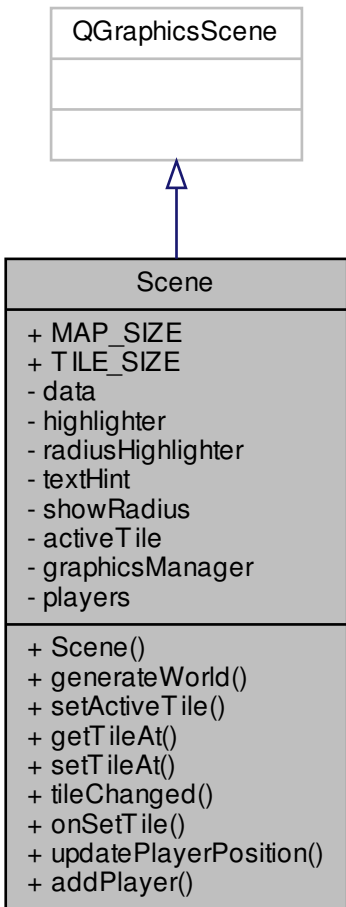 QGraphicsScene
Scene
+ MAP_SIZE
+ TILE_SIZE
- data
- highlighter
- radiusHighlighter
- textHint
- showRadius
- activeTile
- graphicsManager
- players
+ Scene()
+ generateWorld()
+ setActiveTile()
+ getTileAt()
+ setTileAt()
+ tileChanged()
+ onSetTile()
+ updatePlayerPosition()
+ addPlayer()